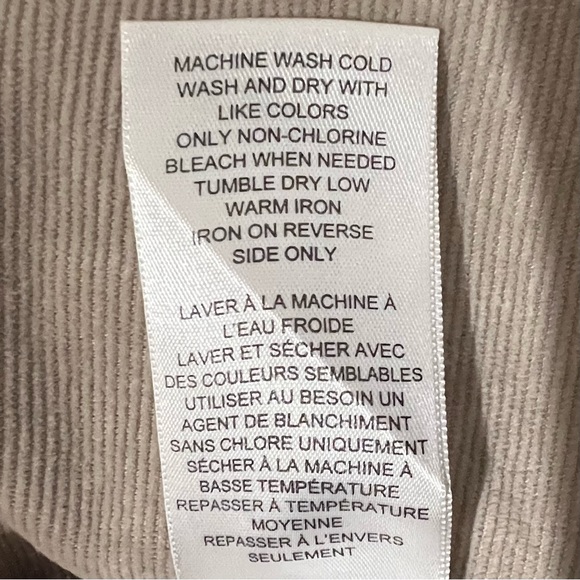 MACHINE WASH COLD
WASH AND DRY WITH
LIKE COLORS
ONLY NON-CHLORINE
BLEACH WHEN NEEDED
TUMBLE DRY LOW
WARM IRON
IRON ON REVERSE
SIDE ONLY
LAVER À LA MACHINE À
L'EAU FROIDE
LAVER ET SÉCHER AVEC
DES COULEURS SEMBLABLES
UTILISER AU BESOIN UN
AGENT DE BLANCHIMENT
SANS CHLORE UNIQUEMENT
SÉCHER À LA MACHINE À
BASSE TEMPÉRATURE
REPASSER À TEMPÉRATURE
MOYENNE
REPASSER À L'ENVERS
SEULEMENT